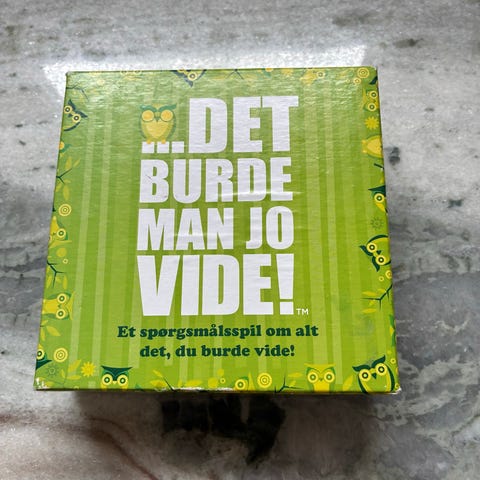 ...DET
BURDE
MAN JO
VIDE!™
Et spørgsmålsspil om alt
det, du burde vide!